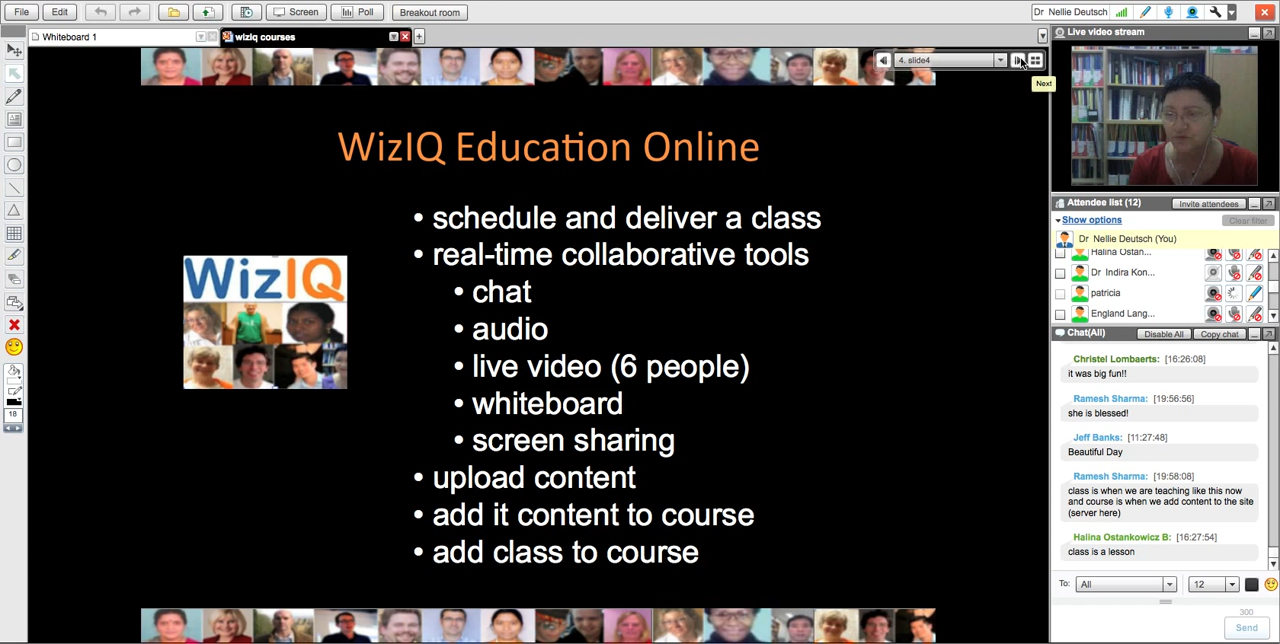 File
Edit
Screen
Poll
Breakout room
Dr Nellie Deutsch
Whiteboard 1
wiziq courses
Live video stream
4. slide4
Next
WizIQ Education Online
• schedule and deliver a class
• real-time collaborative tools
• chat
• audio
• live video (6 people)
• whiteboard
• screen sharing
• upload content
• add it content to course
• add class to course
WizIQ
Attendee list (12)
Invite attendees
Show options
Clear filter
Dr Nellie Deutsch (You)
Halina Ostan...
Dr Indira Kon...
patricia
England Lang...
Chat(All)
Disable All
Copy chat
Christel Lombaerts: [16:26:08]
it was big fun!!
Ramesh Sharma: [19:56:56]
she is blessed!
Jeff Banks: [11:27:48]
Beautiful Day
Ramesh Sharma: [19:58:08]
class is when we are teaching like this now
and course is when we add content to the site
(server here)
Halina Ostankowicz B: [16:27:54]
class is a lesson
To:
All
12
300
Send
18